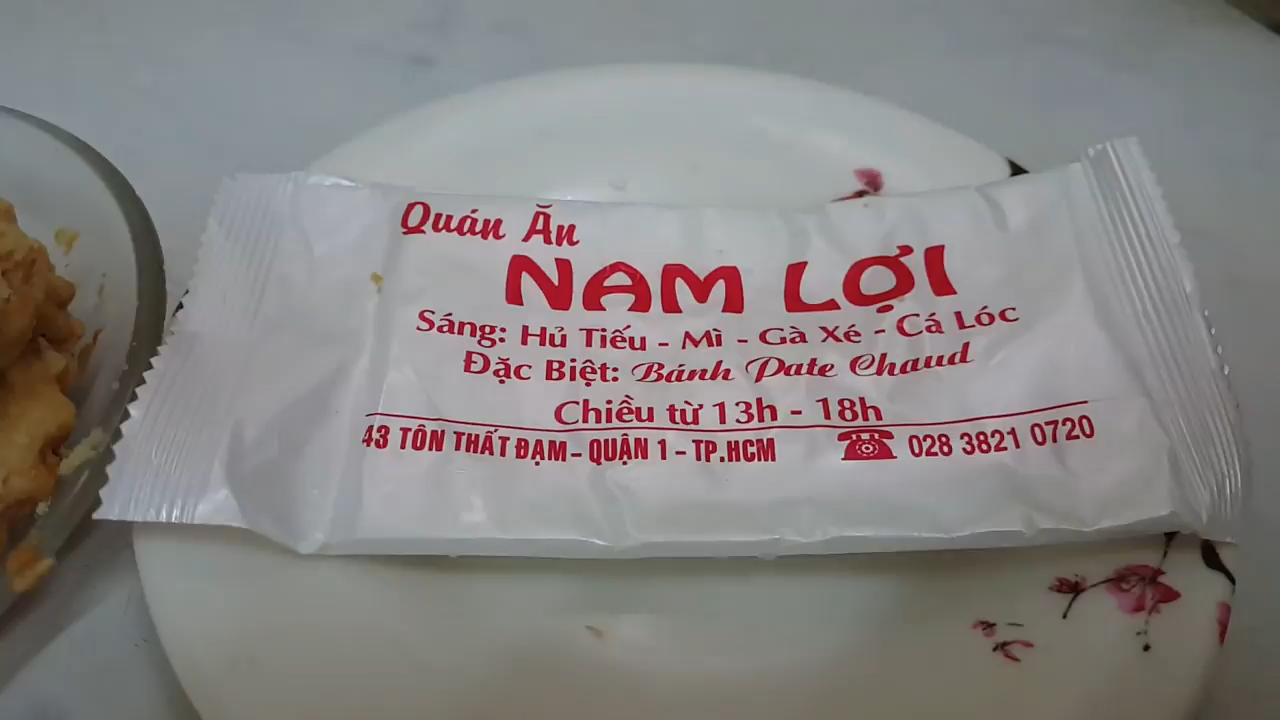 Quán Ăn
NAM LỢI
Sáng: Hủ Tiếu - Mì - Gà Xé - Cá Lóc
Đặc Biệt: Bánh Pate Chaud
Chiều từ 13h - 18h
43 TÔN THẤT ĐẠM - QUẬN 1 - TP.HCM 028 3821 0720